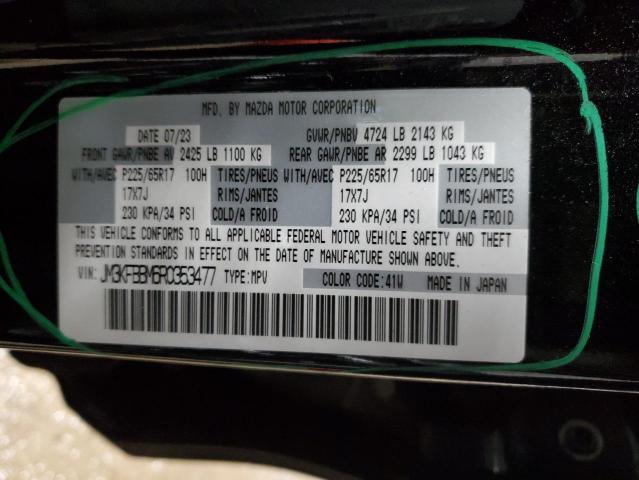 MFD. BY MAZDA MOTOR CORPORATION
DATE 07/23 GVWR/PNBV 4724 LB 2143 KG
FRONT GAWR/PNBE AV 2425 LB 1100 KG REAR GAWR/PNBE AR 2299 LB 1043 KG
WITH/AVEC P225/65R17 100H TIRES/PNEUS WITH/AVEC P225/65R17 100H TIRES/PNEUS
17X7J RIMS/JANTES 17X7J RIMS/JANTES
230 KPA/34 PSI COLD/A FROID 230 KPA/34 PSI COLD/A FROID
THIS VEHICLE CONFORMS TO ALL APPLICABLE FEDERAL MOTOR VEHICLE SAFETY AND THEFT
PREVENTION STANDARDS IN EFFECT ON THE DATE OF MANUFACTURE SHOWN ABOVE.
VIN: JM3KFBBM6R0353477 TYPE:MPV COLOR CODE:41W MADE IN JAPAN